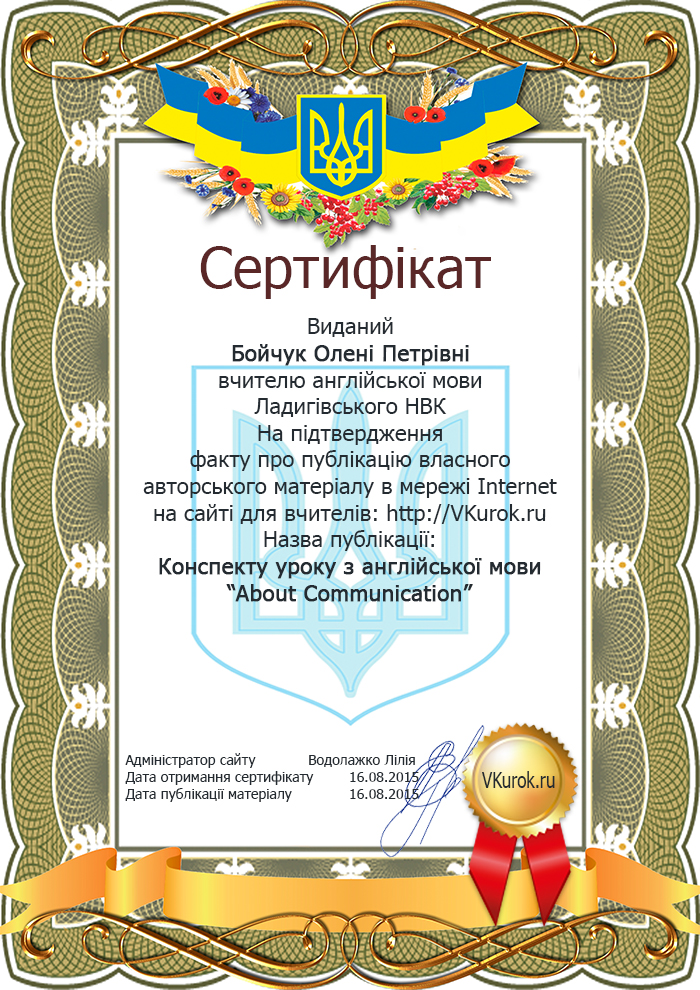 Сертифікат
Виданий
Бойчук Олені Петрівні
вчителю англійської мови
Ладигівського НВК
На підтвердження
факту про публікацію власного
авторського матеріалу в мережі Internet
на сайті для вчителів: http://VKurok.ru
Назва публікації:
Конспекту уроку з англійської мови
“About Communication”
Адміністратор сайту Водолажко Лілія
Дата отримання сертифікату 16.08.2015
Дата публікації матеріалу 16.08.2015
VKurok.ru